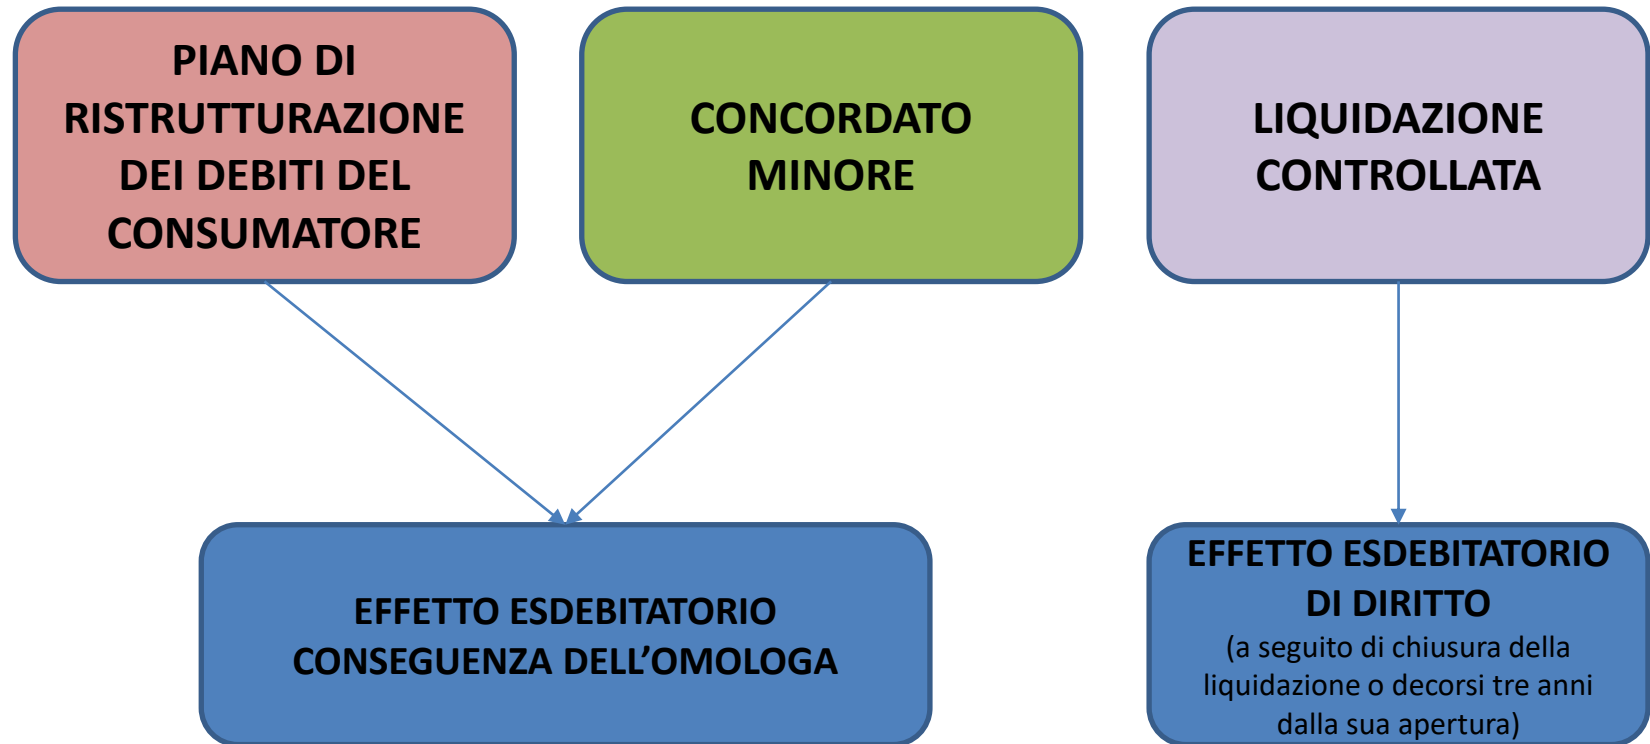 PIANO DI
RISTRUTTURAZIONE
DEI DEBITI DEL
CONSUMATORE
CONCORDATO
MINORE
LIQUIDAZIONE
CONTROLLATA
EFFETTO ESDEBITATORIO
CONSEGUENZA DELL’OMOLOGA
EFFETTO ESDEBITATORIO
DI DIRITTO
(a seguito di chiusura della
liquidazione o decorsi tre anni
dalla sua apertura)